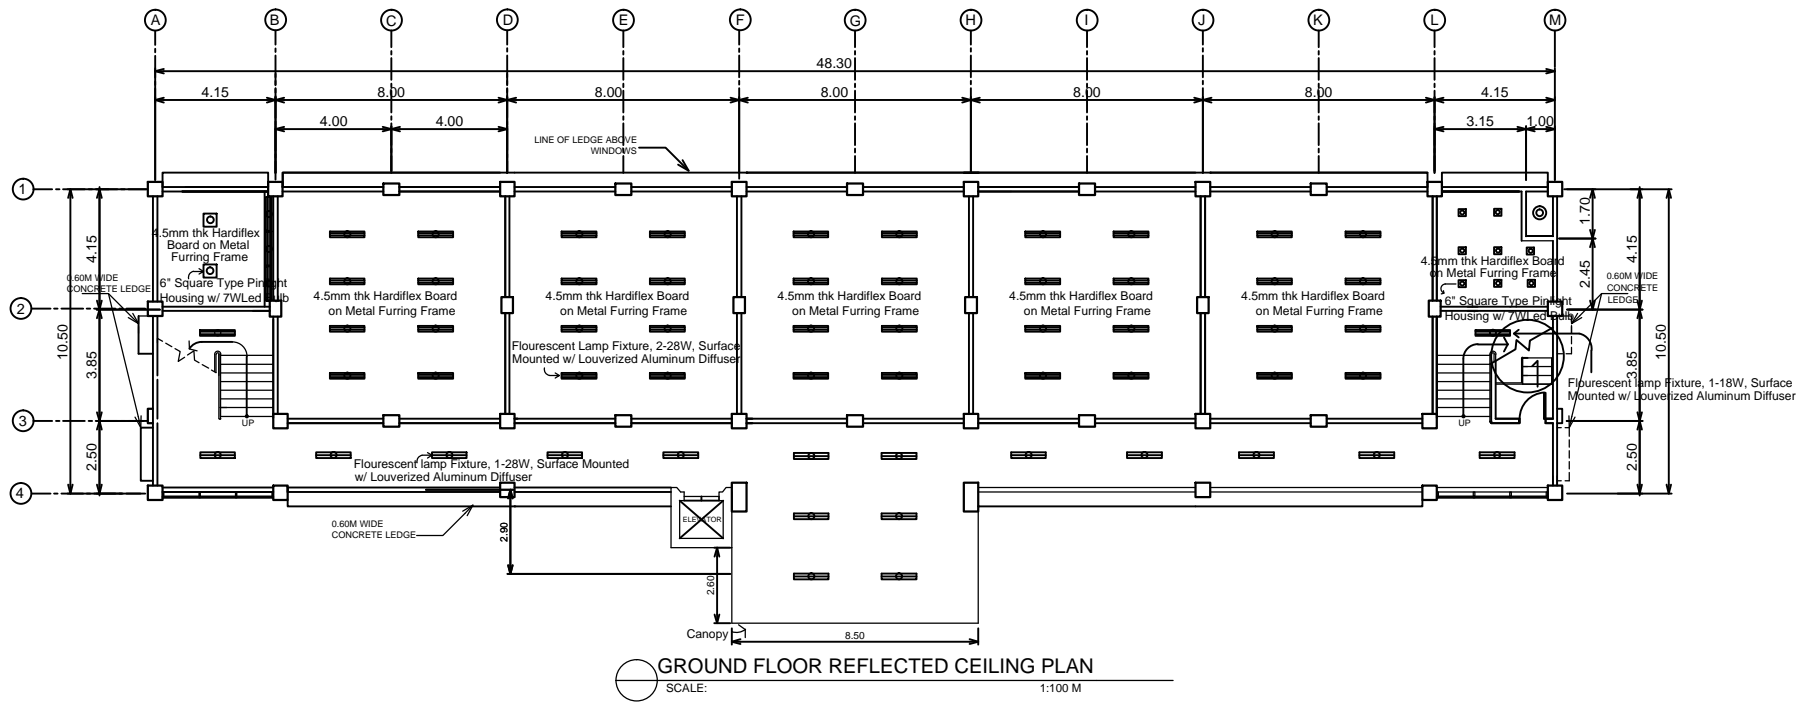 A B C D E F G H I J K L M
48.30
4.15 8.00 8.00 8.00 8.00 8.00 4.15
4.00 4.00 3.15 1.00
LINE OF LEDGE ABOVE
WINDOWS
1
2
3
4
10.50
4.15
3.85
2.50
4.5mm thk Hardiflex
Board on Metal
Furring Frame
0.60M WIDE
CONCRETE LEDGE
6" Square Type Pinlight
Housing w/ 7WLed Bulb
UP
4.5mm thk Hardiflex Board
on Metal Furring Frame
4.5mm thk Hardiflex Board
on Metal Furring Frame
4.5mm thk Hardiflex Board
on Metal Furring Frame
4.5mm thk Hardiflex Board
on Metal Furring Frame
4.5mm thk Hardiflex Board
on Metal Furring Frame
Flourescent Lamp Fixture, 2-28W, Surface
Mounted w/ Louverized Aluminum Diffuser
4.5mm thk Hardiflex Board
on Metal Furring Frame
6" Square Type Pinlight
Housing w/ 7WLed Bulb
0.60M WIDE
CONCRETE
LEDGE
1.70
2.45
4.15
3.85
2.50
10.50
UP
Flourescent lamp Fixture, 1-18W, Surface
Mounted w/ Louverized Aluminum Diffuser
Flourescent lamp Fixture, 1-28W, Surface Mounted
w/ Louverized Aluminum Diffuser
0.60M WIDE
CONCRETE LEDGE
2.90
ELEVATOR
2.60
Canopy
8.50
GROUND FLOOR REFLECTED CEILING PLAN
SCALE: 1:100 M